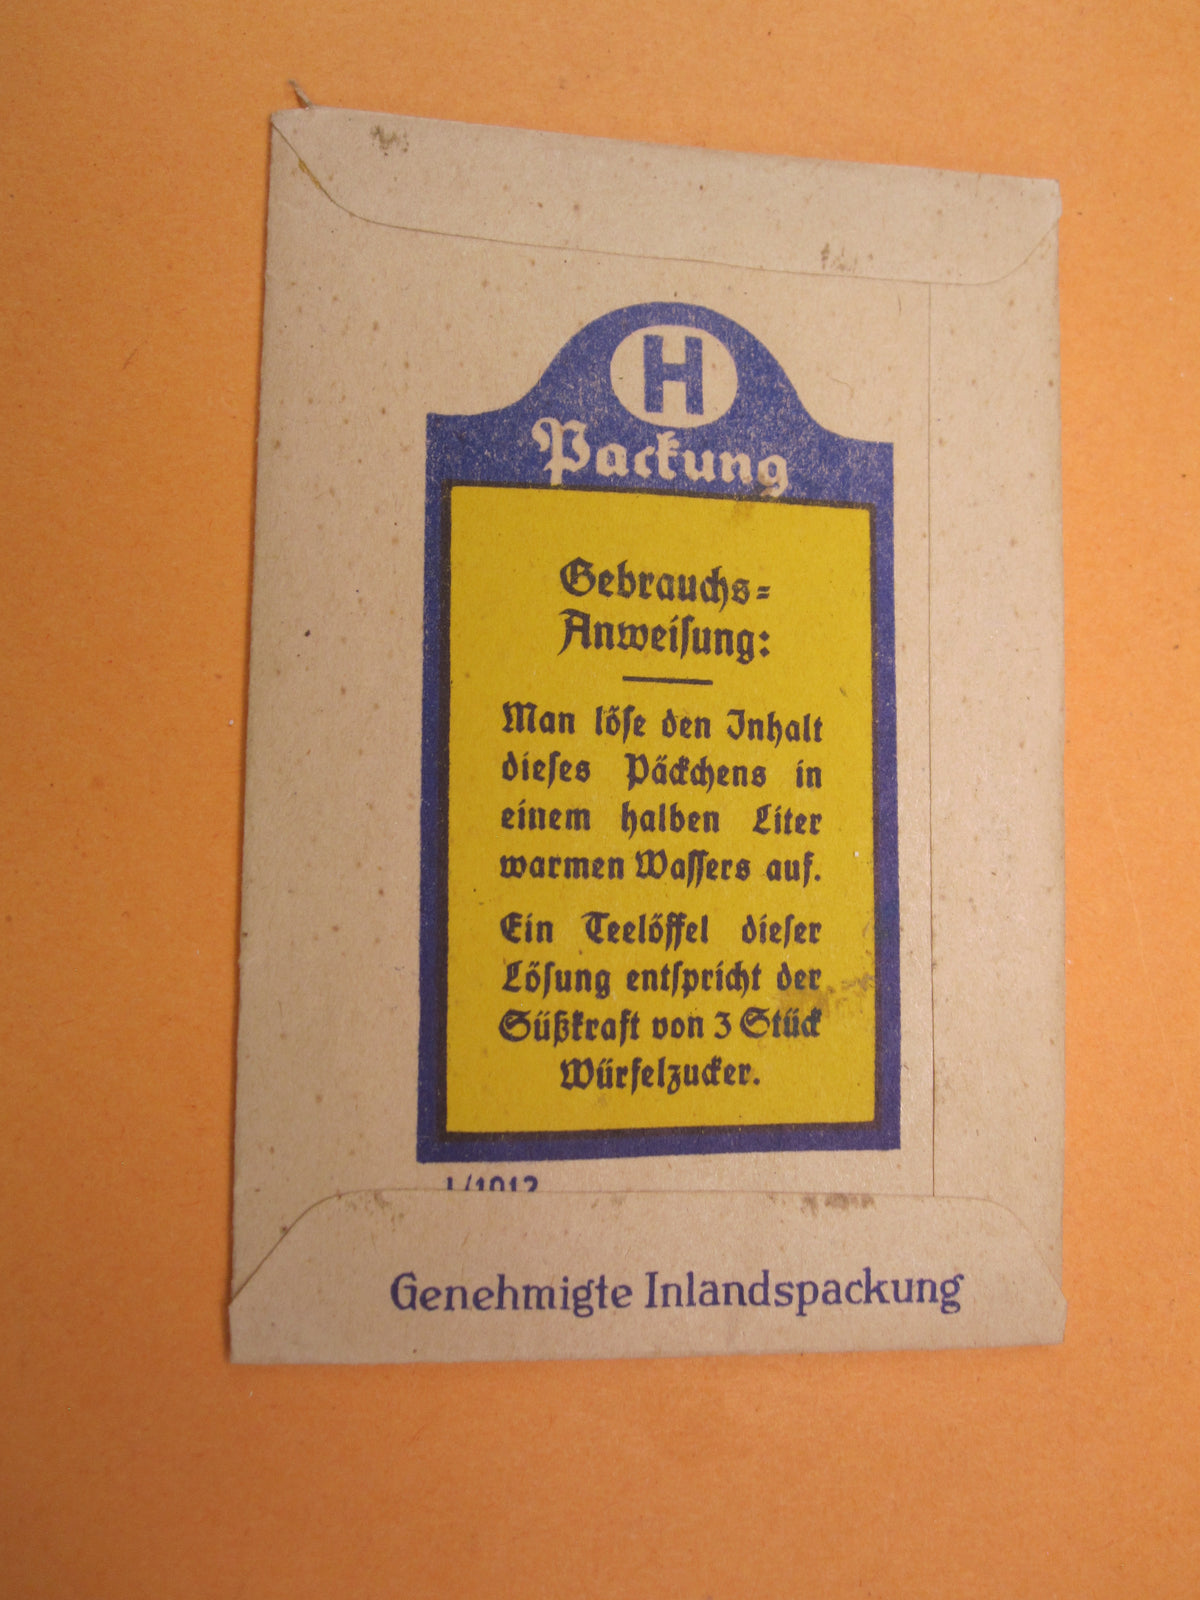 H
Packung
Gebrauchs=
Anweiſung:
Man löſe den Inhalt
dieſes Päckchens in
einem halben Liter
warmen Waſſers auf.
Ein Teelöffel dieſer
Löſung entſpricht der
Süßkraft von 3 Stück
Würfelzucker.
Genehmigte Inlandspackung